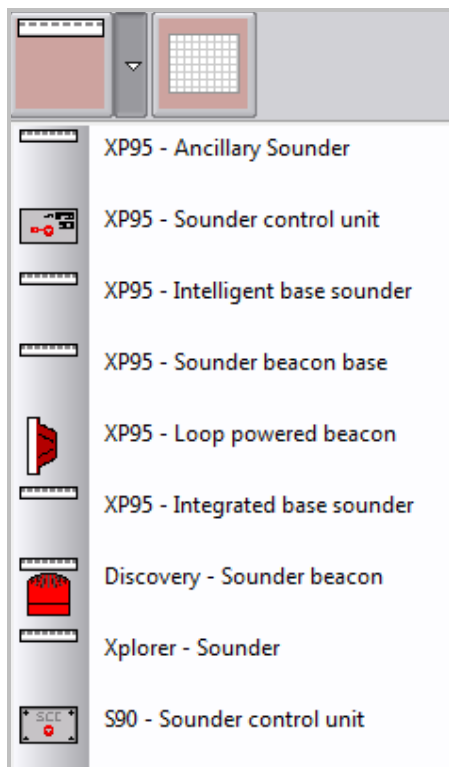 XP95 - Ancillary Sounder
XP95 - Sounder control unit
XP95 - Intelligent base sounder
XP95 - Sounder beacon base
XP95 - Loop powered beacon
XP95 - Integrated base sounder
Discovery - Sounder beacon
Xplorer - Sounder
SCC
S90 - Sounder control unit